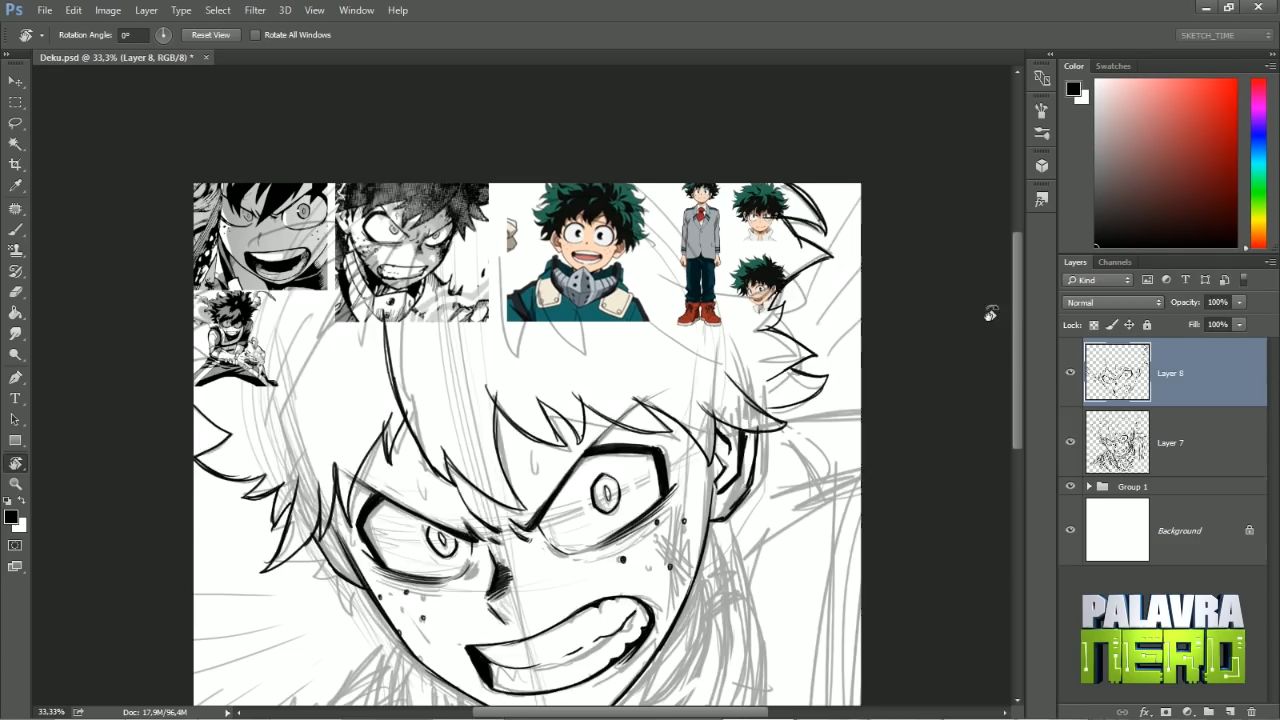 Ps File Edit Image Layer Type Select Filter 3D View Window Help
Rotation Angle: 0° Reset View Rotate All Windows SKETCH_TIME
Deku.psd @ 33,3% (Layer 8, RGB/8) * ×
Color Swatches
Layers Channels
Kind
Normal Opacity: 100%
Lock: Fill: 100%
Layer 8
Layer 7
Group 1
Background
PALAVRA
NERD
33,33% Doc: 17,9M/96,4M